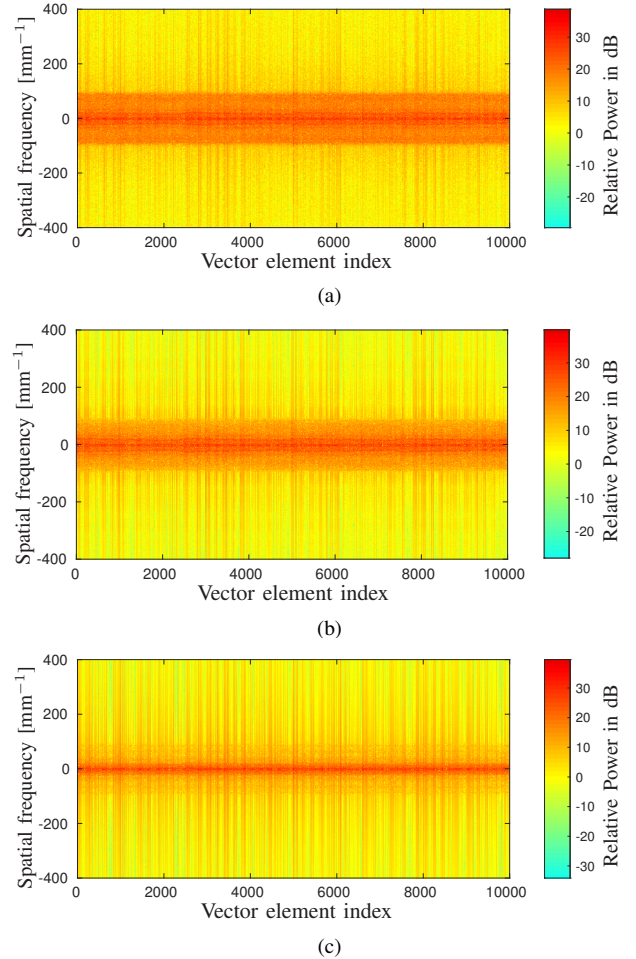 400
200
0
-200
-400
Spatial frequency [mm⁻¹]
0 2000 4000 6000 8000 10000
Vector element index
30
20
10
0
-10
-20
Relative Power in dB
(a)
400
200
0
-200
-400
Spatial frequency [mm⁻¹]
0 2000 4000 6000 8000 10000
Vector element index
30
20
10
0
-10
-20
Relative Power in dB
(b)
400
200
0
-200
-400
Spatial frequency [mm⁻¹]
0 2000 4000 6000 8000 10000
Vector element index
30
20
10
0
-10
-20
-30
Relative Power in dB
(c)